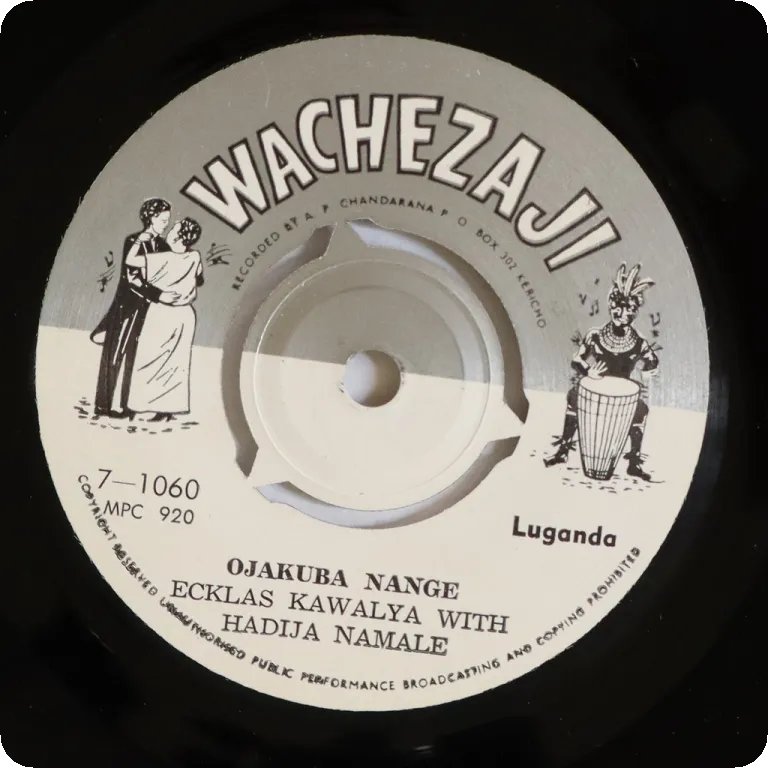 WACHEZAJI
RECORDED BY A. P. CHANDARANA P. O. BOX 302 KERICHO
7—1060
MPC 920
Luganda
OJAKUBA NANGE
ECKLAS KAWALYA WITH
HADIJA NAMALE
COPYRIGHT RESERVED UNAUTHORISED PUBLIC PERFORMANCE BROADCASTING AND COPYING PROHIBITED